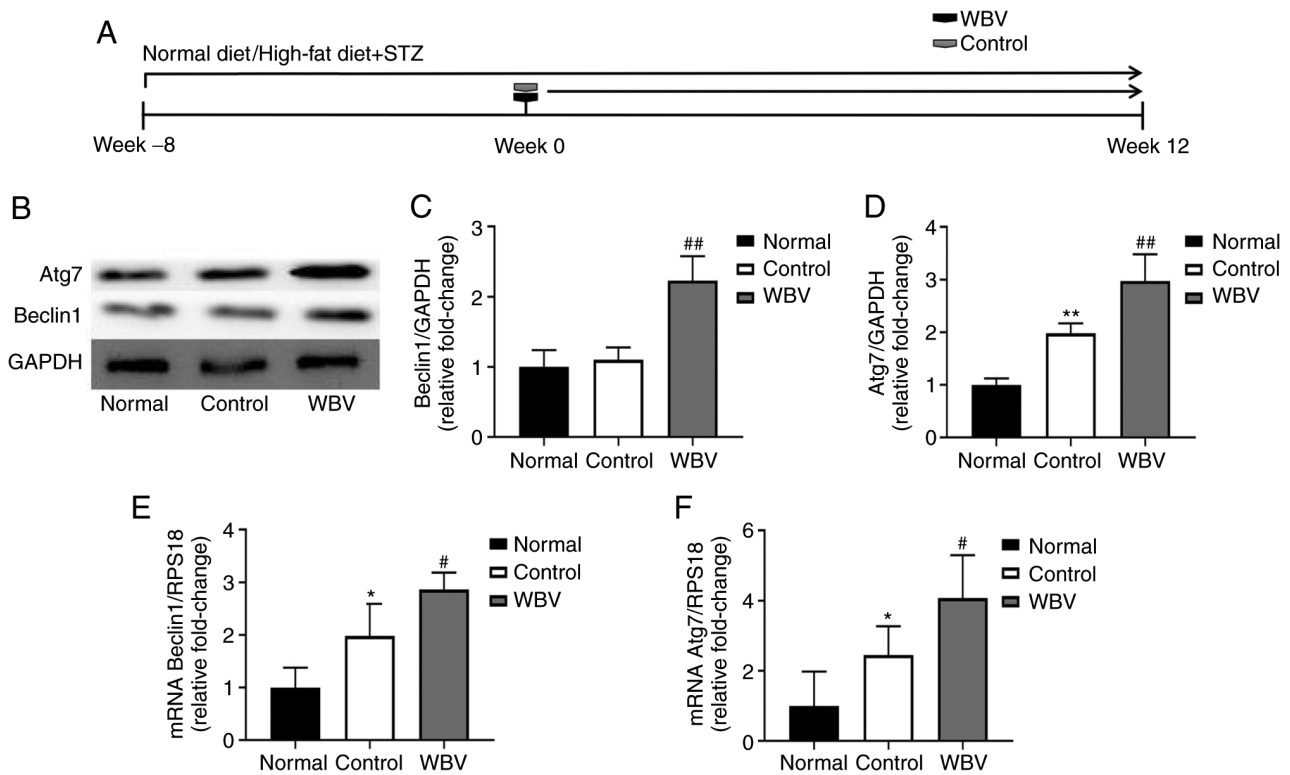 A
WBV
Control
Normal diet/High-fat diet+STZ
Week –8
Week 0
Week 12
B
Atg7
Beclin1
GAPDH
Normal Control WBV
C
Beclin1/GAPDH
(relative fold-change)
3
2
1
0
##
Normal
Control
WBV
Normal Control WBV
D
Atg7/GAPDH
(relative fold-change)
4
3
2
1
0
**
##
Normal
Control
WBV
Normal Control WBV
E
mRNA Beclin1/RPS18
(relative fold-change)
4
3
2
1
0
*
#
Normal
Control
WBV
Normal Control WBV
F
mRNA Atg7/RPS18
(relative fold-change)
6
4
2
0
*
#
Normal
Control
WBV
Normal Control WBV